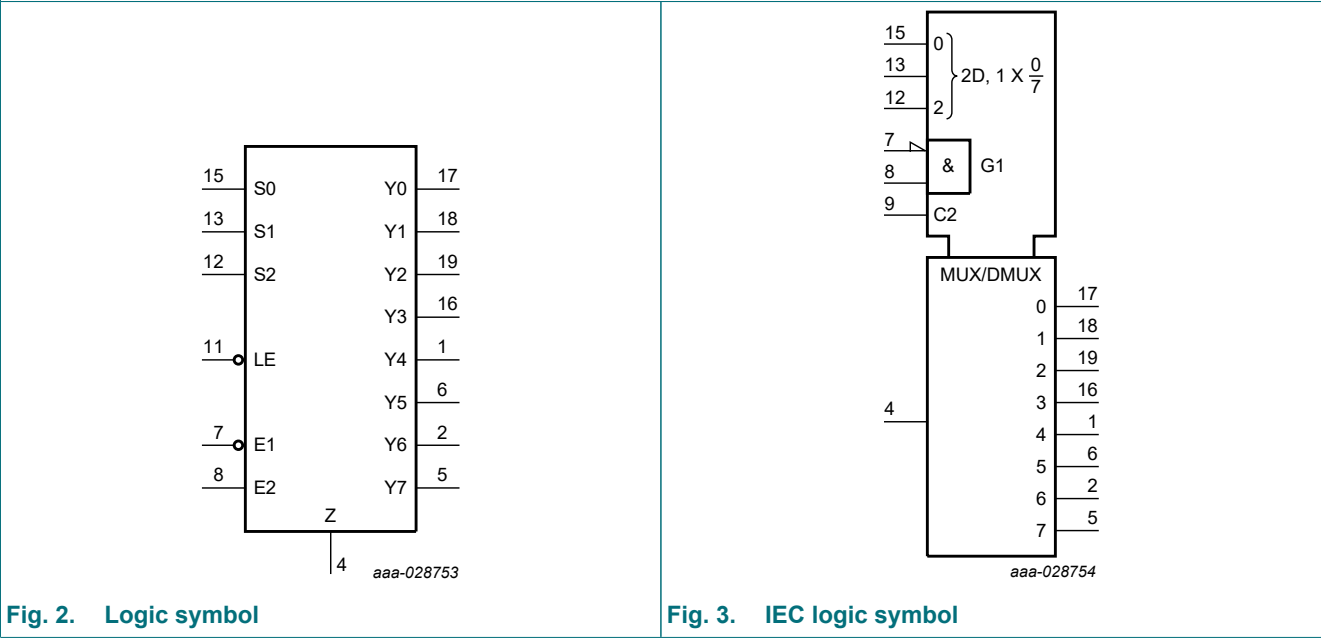 15 S0 Y0 17
13 S1 Y1 18
12 S2 Y2 19
Y3 16
11 LE Y4 1
Y5 6
7 E1 Y6 2
8 E2 Y7 5
Z
4
aaa-028753
Fig. 2. Logic symbol
15 0
13 2D, 1 X 0/7
12 2
7
& G1
8
9 C2
MUX/DMUX
0 17
1 18
2 19
3 16
4
4 1
5 6
6 2
7 5
aaa-028754
Fig. 3. IEC logic symbol